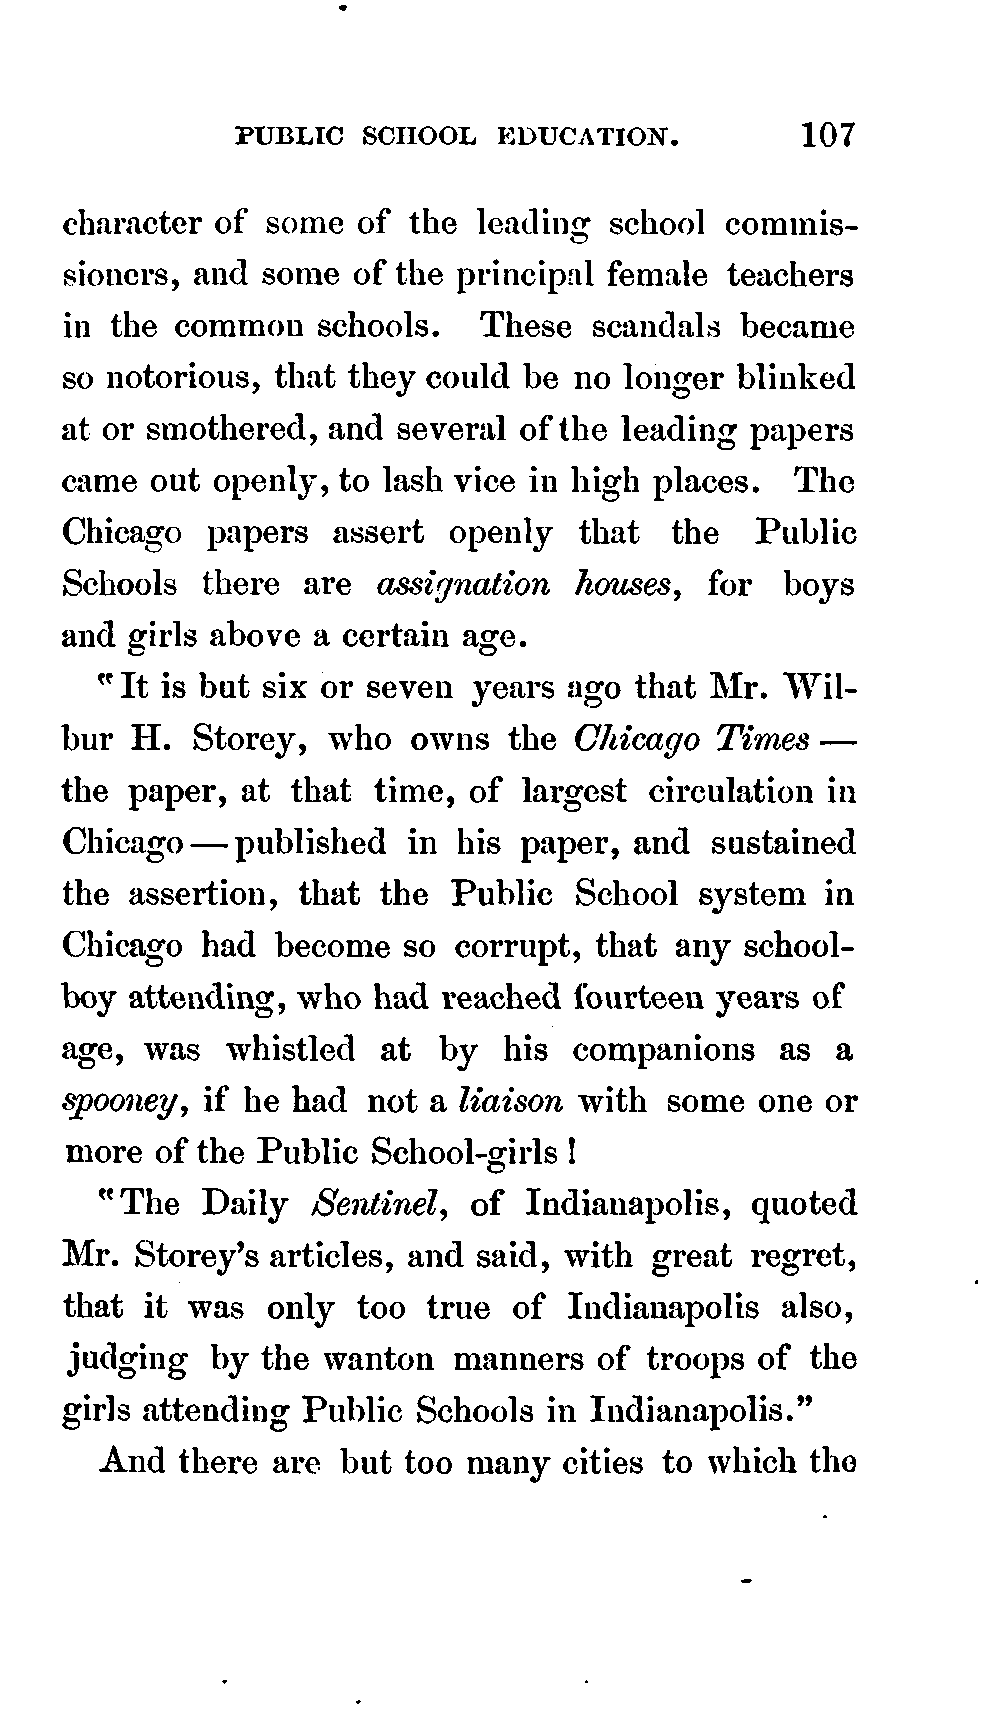 PUBLIC SCHOOL EDUCATION. 107
character of some of the leading school commis-
sioners, and some of the principal female teachers
in the common schools. These scandals became
so notorious, that they could be no longer blinked
at or smothered, and several of the leading papers
came out openly, to lash vice in high places. The
Chicago papers assert openly that the Public
Schools there are assignation houses, for boys
and girls above a certain age.
"It is but six or seven years ago that Mr. Wil-
bur H. Storey, who owns the Chicago Times —
the paper, at that time, of largest circulation in
Chicago — published in his paper, and sustained
the assertion, that the Public School system in
Chicago had become so corrupt, that any school-
boy attending, who had reached fourteen years of
age, was whistled at by his companions as a
spooney, if he had not a liaison with some one or
more of the Public School-girls!
"The Daily Sentinel, of Indianapolis, quoted
Mr. Storey's articles, and said, with great regret,
that it was only too true of Indianapolis also,
judging by the wanton manners of troops of the
girls attending Public Schools in Indianapolis."
And there are but too many cities to which the